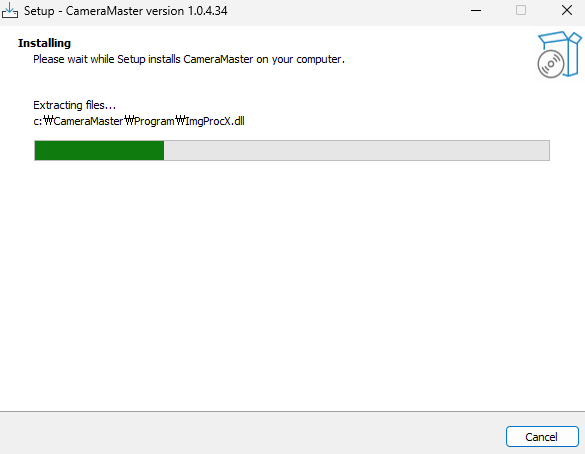 Setup - CameraMaster version 1.0.4.34
Installing
Please wait while Setup installs CameraMaster on your computer.
Extracting files...
c:₩CameraMaster₩Program₩ImgProcX.dll
Cancel